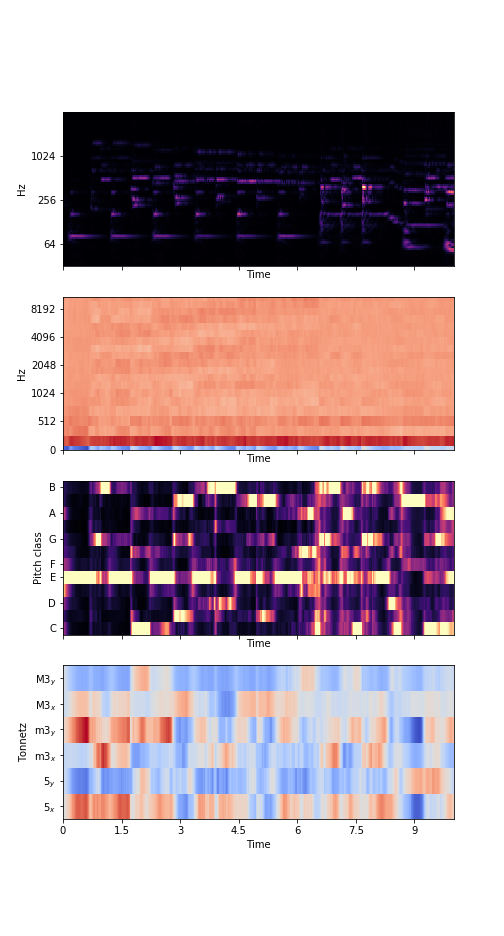 1024
256
64
Hz
Time
8192
4096
2048
1024
512
0
Hz
Time
B
A
G
F
E
D
C
Pitch class
Time
M3y
M3x
m3y
m3x
5y
5x
Tonnetz
0 1.5 3 4.5 6 7.5 9
Time